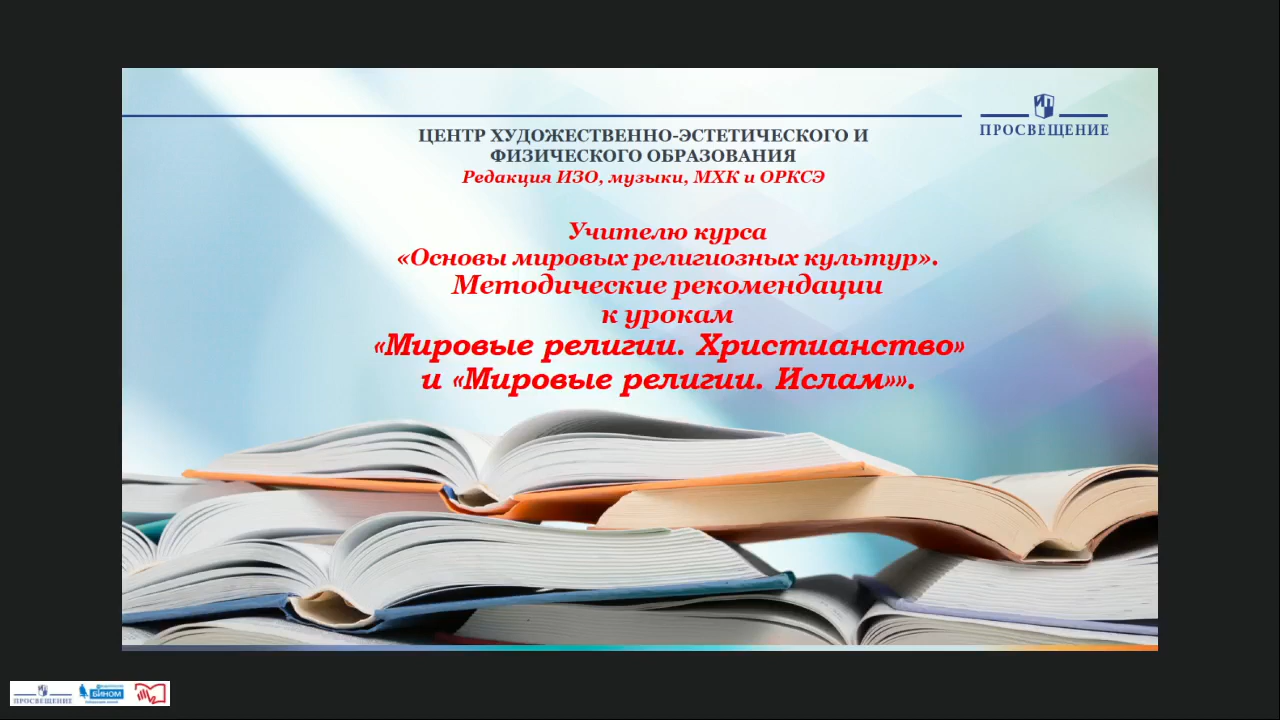 ПРОСВЕЩЕНИЕ
ЦЕНТР ХУДОЖЕСТВЕННО-ЭСТЕТИЧЕСКОГО И
ФИЗИЧЕСКОГО ОБРАЗОВАНИЯ
Редакция ИЗО, музыки, МХК и ОРКСЭ
Учителю курса
«Основы мировых религиозных культур».
Методические рекомендации
к урокам
«Мировые религии. Христианство»
и «Мировые религии. Ислам»».
ПРОСВЕЩЕНИЕ
БИНОМ